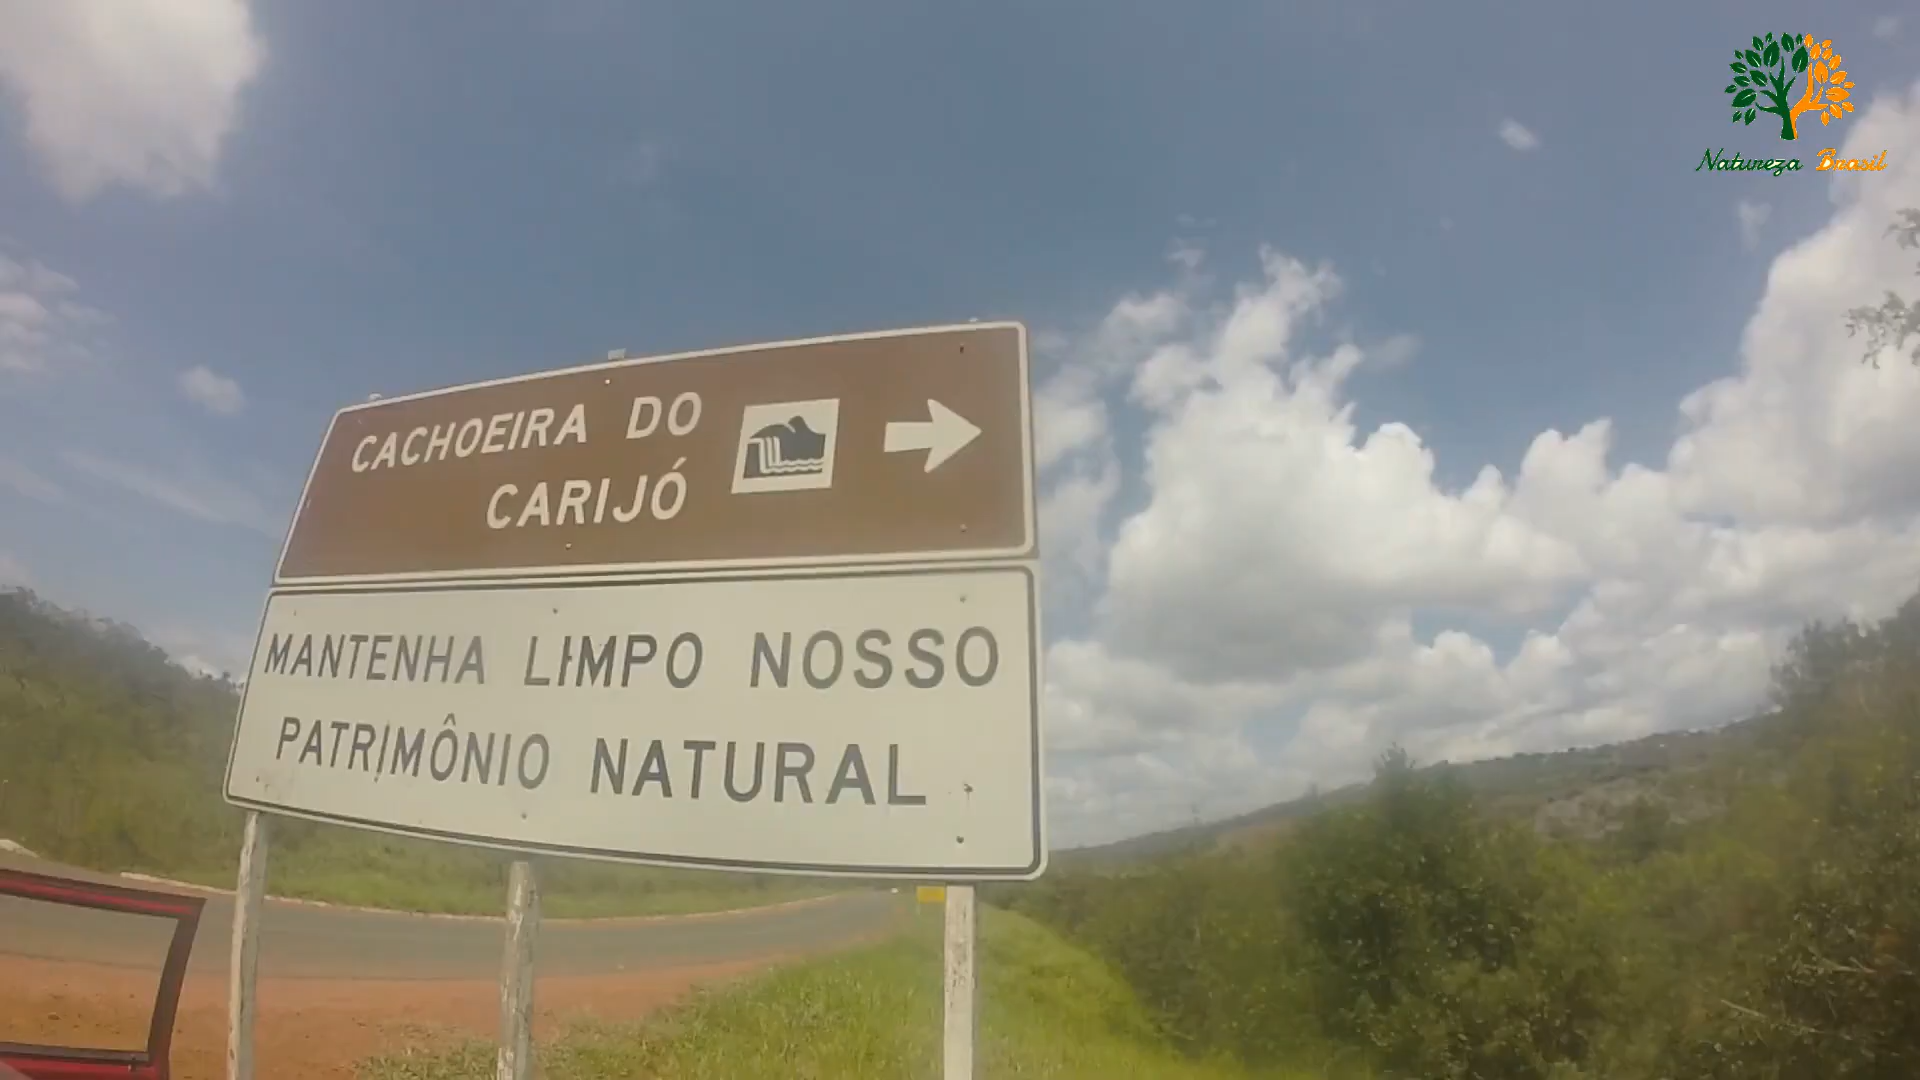 Natureza Brasil
CACHOEIRA DO
CARIJÓ
MANTENHA LIMPO NOSSO
PATRIMÔNIO NATURAL